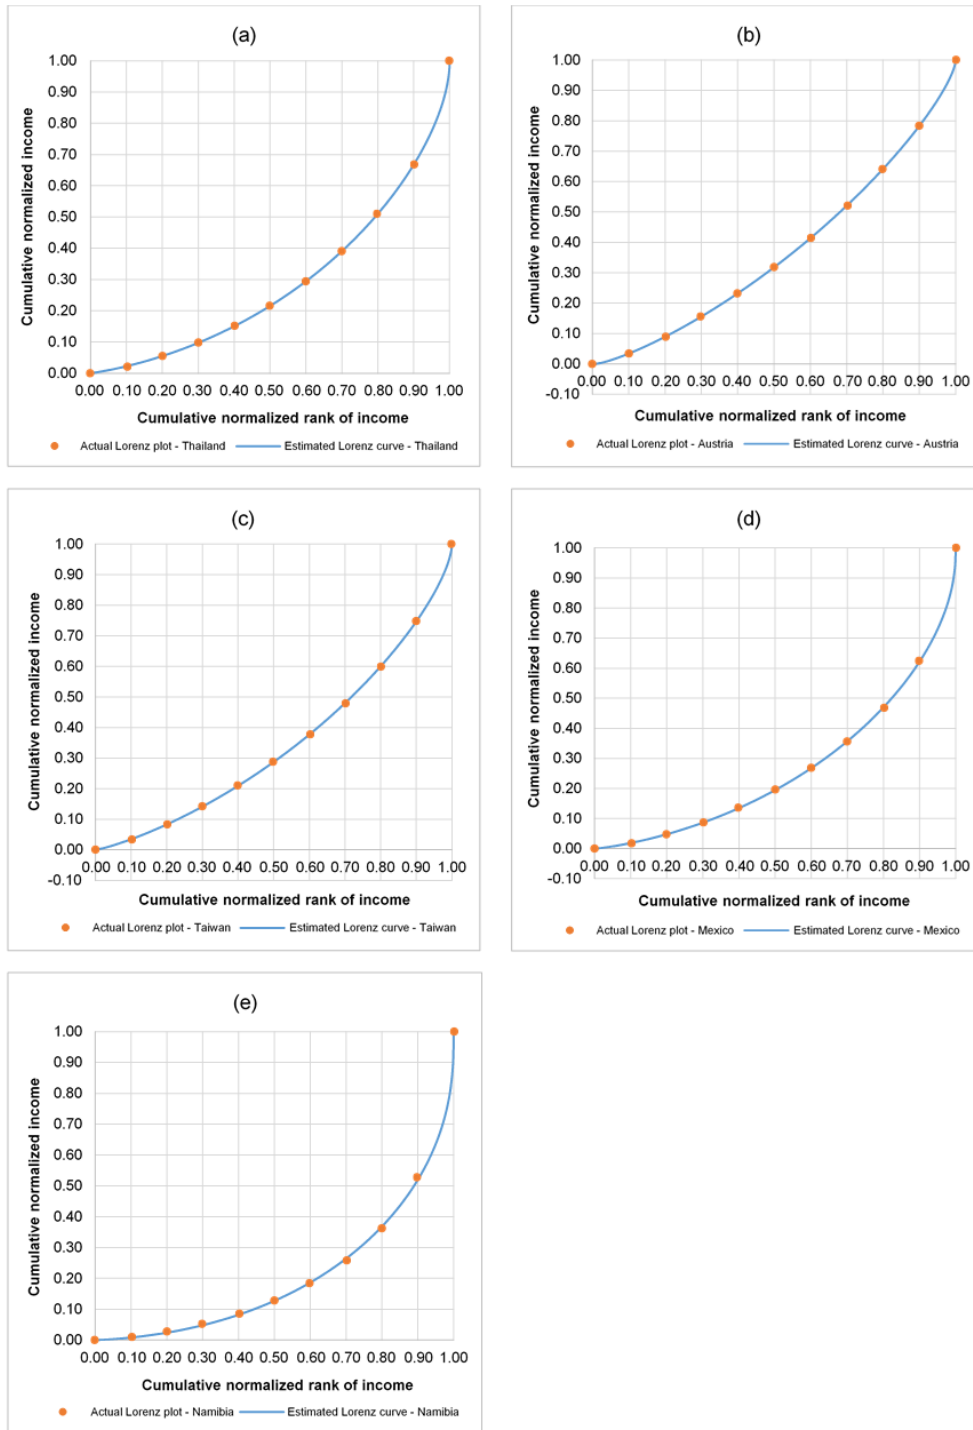 (a)
Cumulative normalized income
1.00
0.90
0.80
0.70
0.60
0.50
0.40
0.30
0.20
0.10
0.00
0.00 0.10 0.20 0.30 0.40 0.50 0.60 0.70 0.80 0.90 1.00
Cumulative normalized rank of income
Actual Lorenz plot - Thailand Estimated Lorenz curve - Thailand
(b)
Cumulative normalized income
1.00
0.90
0.80
0.70
0.60
0.50
0.40
0.30
0.20
0.10
0.00
-0.10
0.00 0.10 0.20 0.30 0.40 0.50 0.60 0.70 0.80 0.90 1.00
Cumulative normalized rank of income
Actual Lorenz plot - Austria Estimated Lorenz curve - Austria
(c)
Cumulative normalized income
1.00
0.90
0.80
0.70
0.60
0.50
0.40
0.30
0.20
0.10
0.00
-0.10
0.00 0.10 0.20 0.30 0.40 0.50 0.60 0.70 0.80 0.90 1.00
Cumulative normalized rank of income
Actual Lorenz plot - Taiwan Estimated Lorenz curve - Taiwan
(d)
Cumulative normalized income
1.00
0.90
0.80
0.70
0.60
0.50
0.40
0.30
0.20
0.10
0.00
-0.10
0.00 0.10 0.20 0.30 0.40 0.50 0.60 0.70 0.80 0.90 1.00
Cumulative normalized rank of income
Actual Lorenz plot - Mexico Estimated Lorenz curve - Mexico
(e)
Cumulative normalized income
1.00
0.90
0.80
0.70
0.60
0.50
0.40
0.30
0.20
0.10
0.00
0.00 0.10 0.20 0.30 0.40 0.50 0.60 0.70 0.80 0.90 1.00
Cumulative normalized rank of income
Actual Lorenz plot - Namibia Estimated Lorenz curve - Namibia